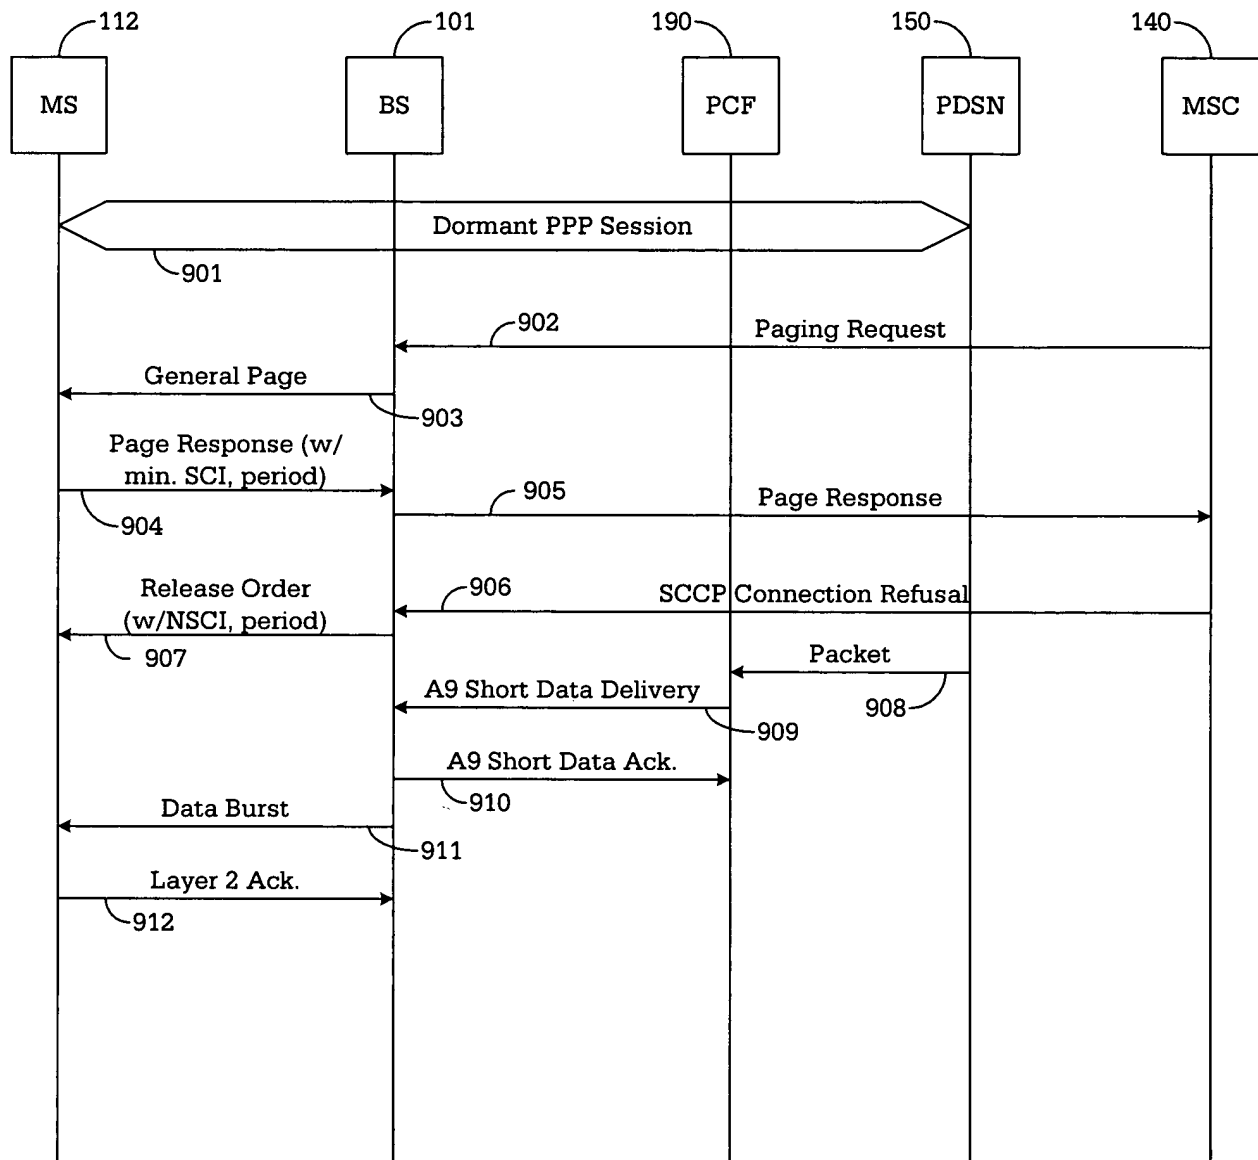 112
101
190
150
140
MS
BS
PCF
PDSN
MSC
Dormant PPP Session
901
902
Paging Request
General Page
903
Page Response (w/
min. SCI, period)
904
905
Page Response
Release Order
(w/NSCI, period)
906
SCCP Connection Refusal
907
Packet
908
A9 Short Data Delivery
909
A9 Short Data Ack.
910
Data Burst
911
Layer 2 Ack.
912